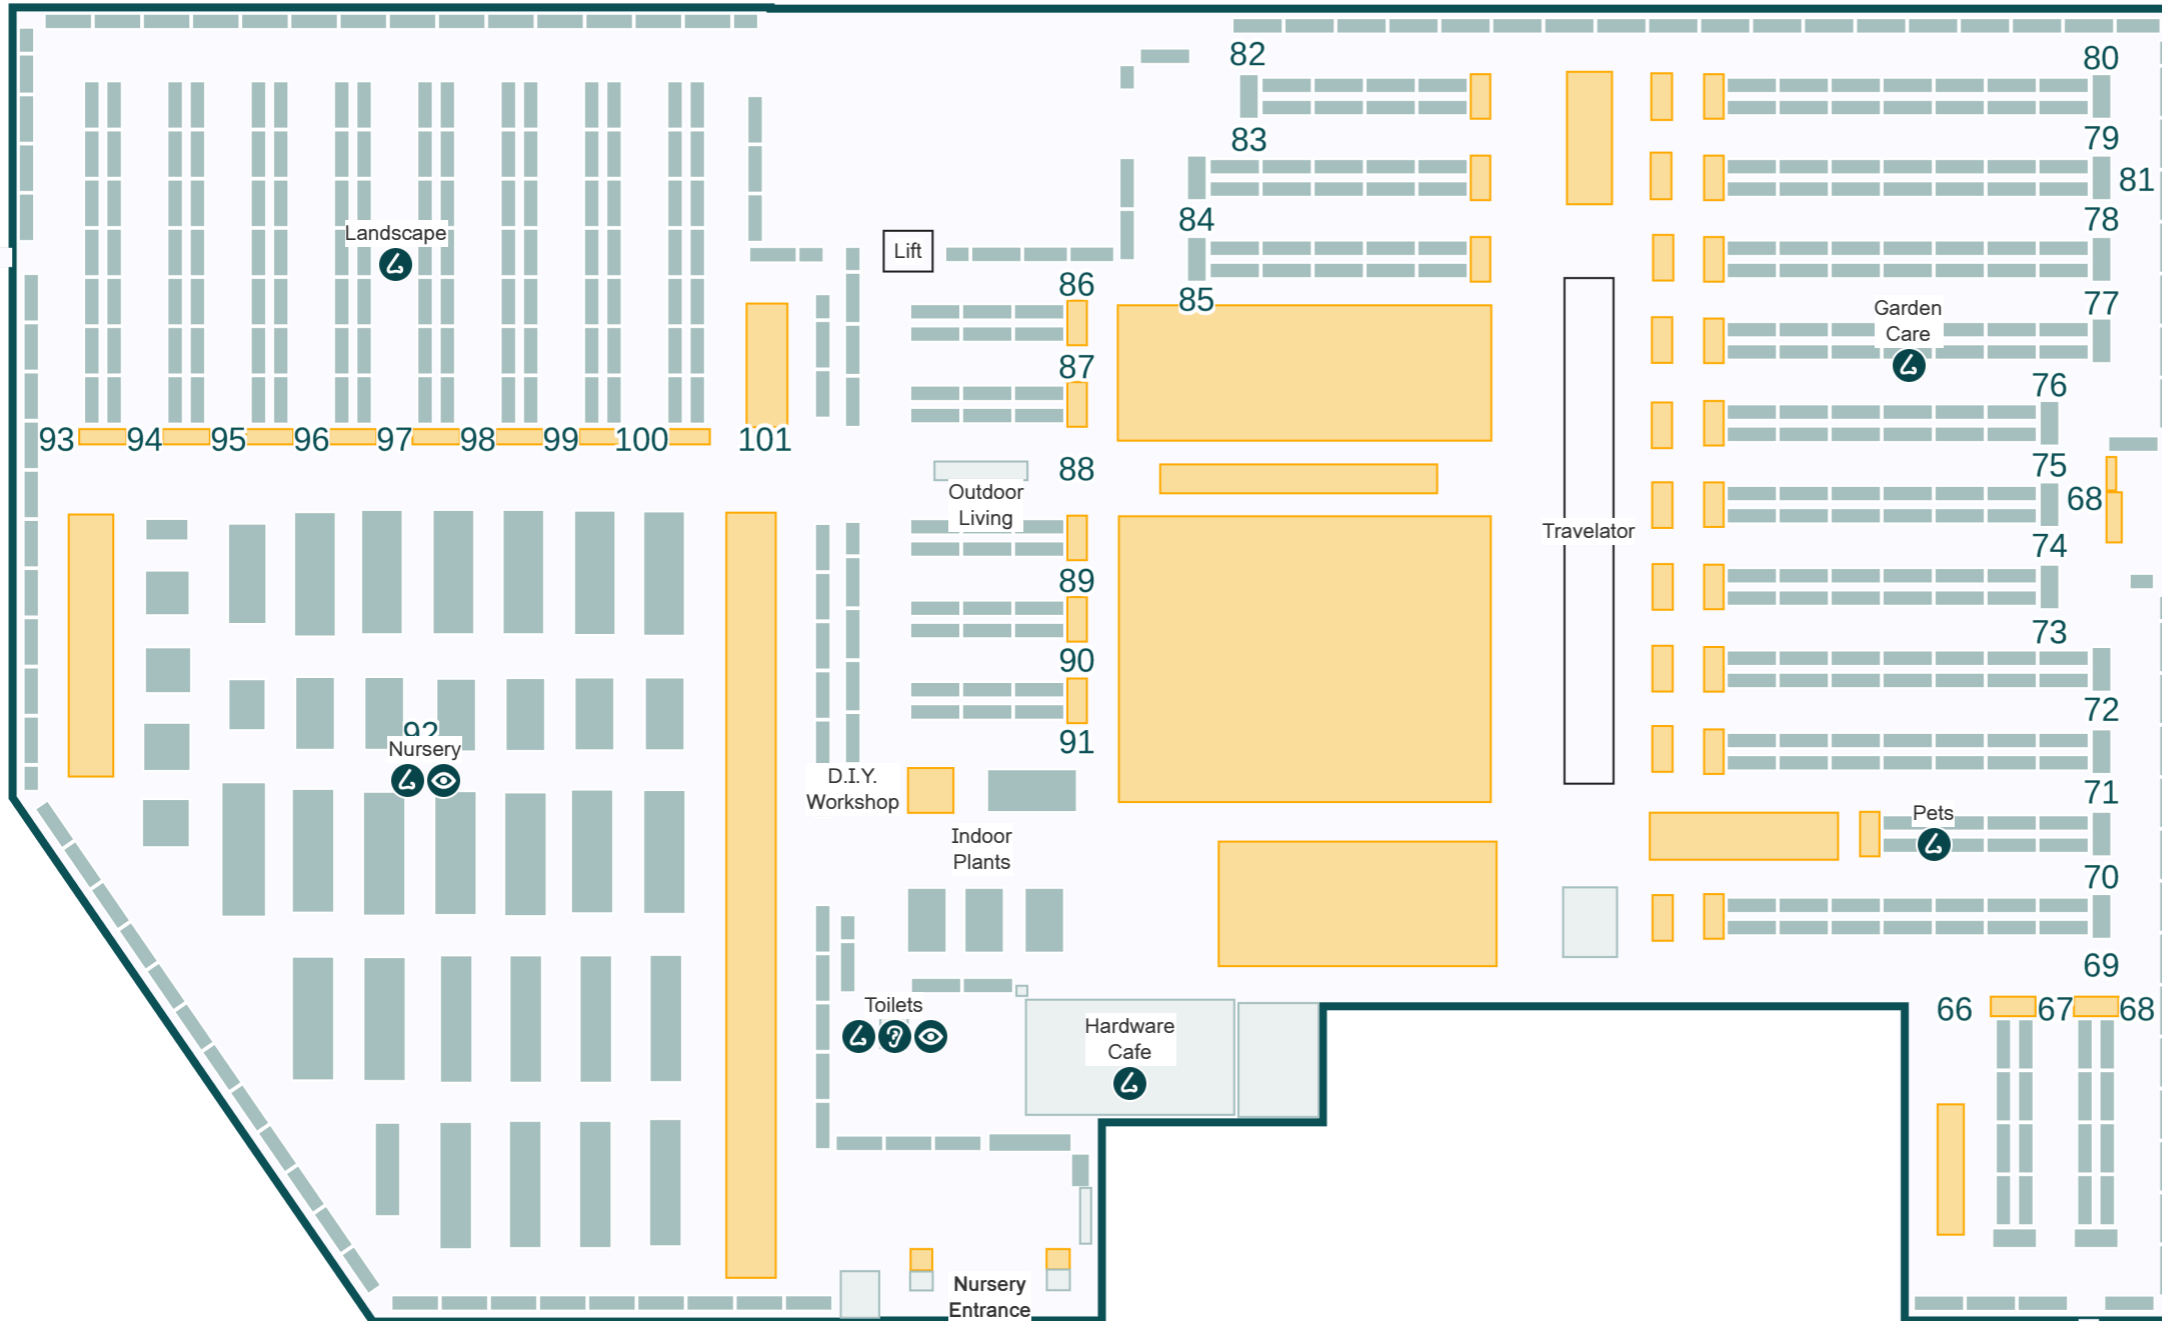 82
80
83
79
81
84
78
Landscape
Lift
86
85
77
Garden
Care
87
76
93
94
95
96
97
98
99
100
101
88
75
68
Outdoor
Living
Travelator
74
89
73
90
92
Nursery
72
91
D.I.Y.
Workshop
71
Pets
Indoor
Plants
70
69
Toilets
66
67
68
Hardware
Cafe
Nursery
Entrance